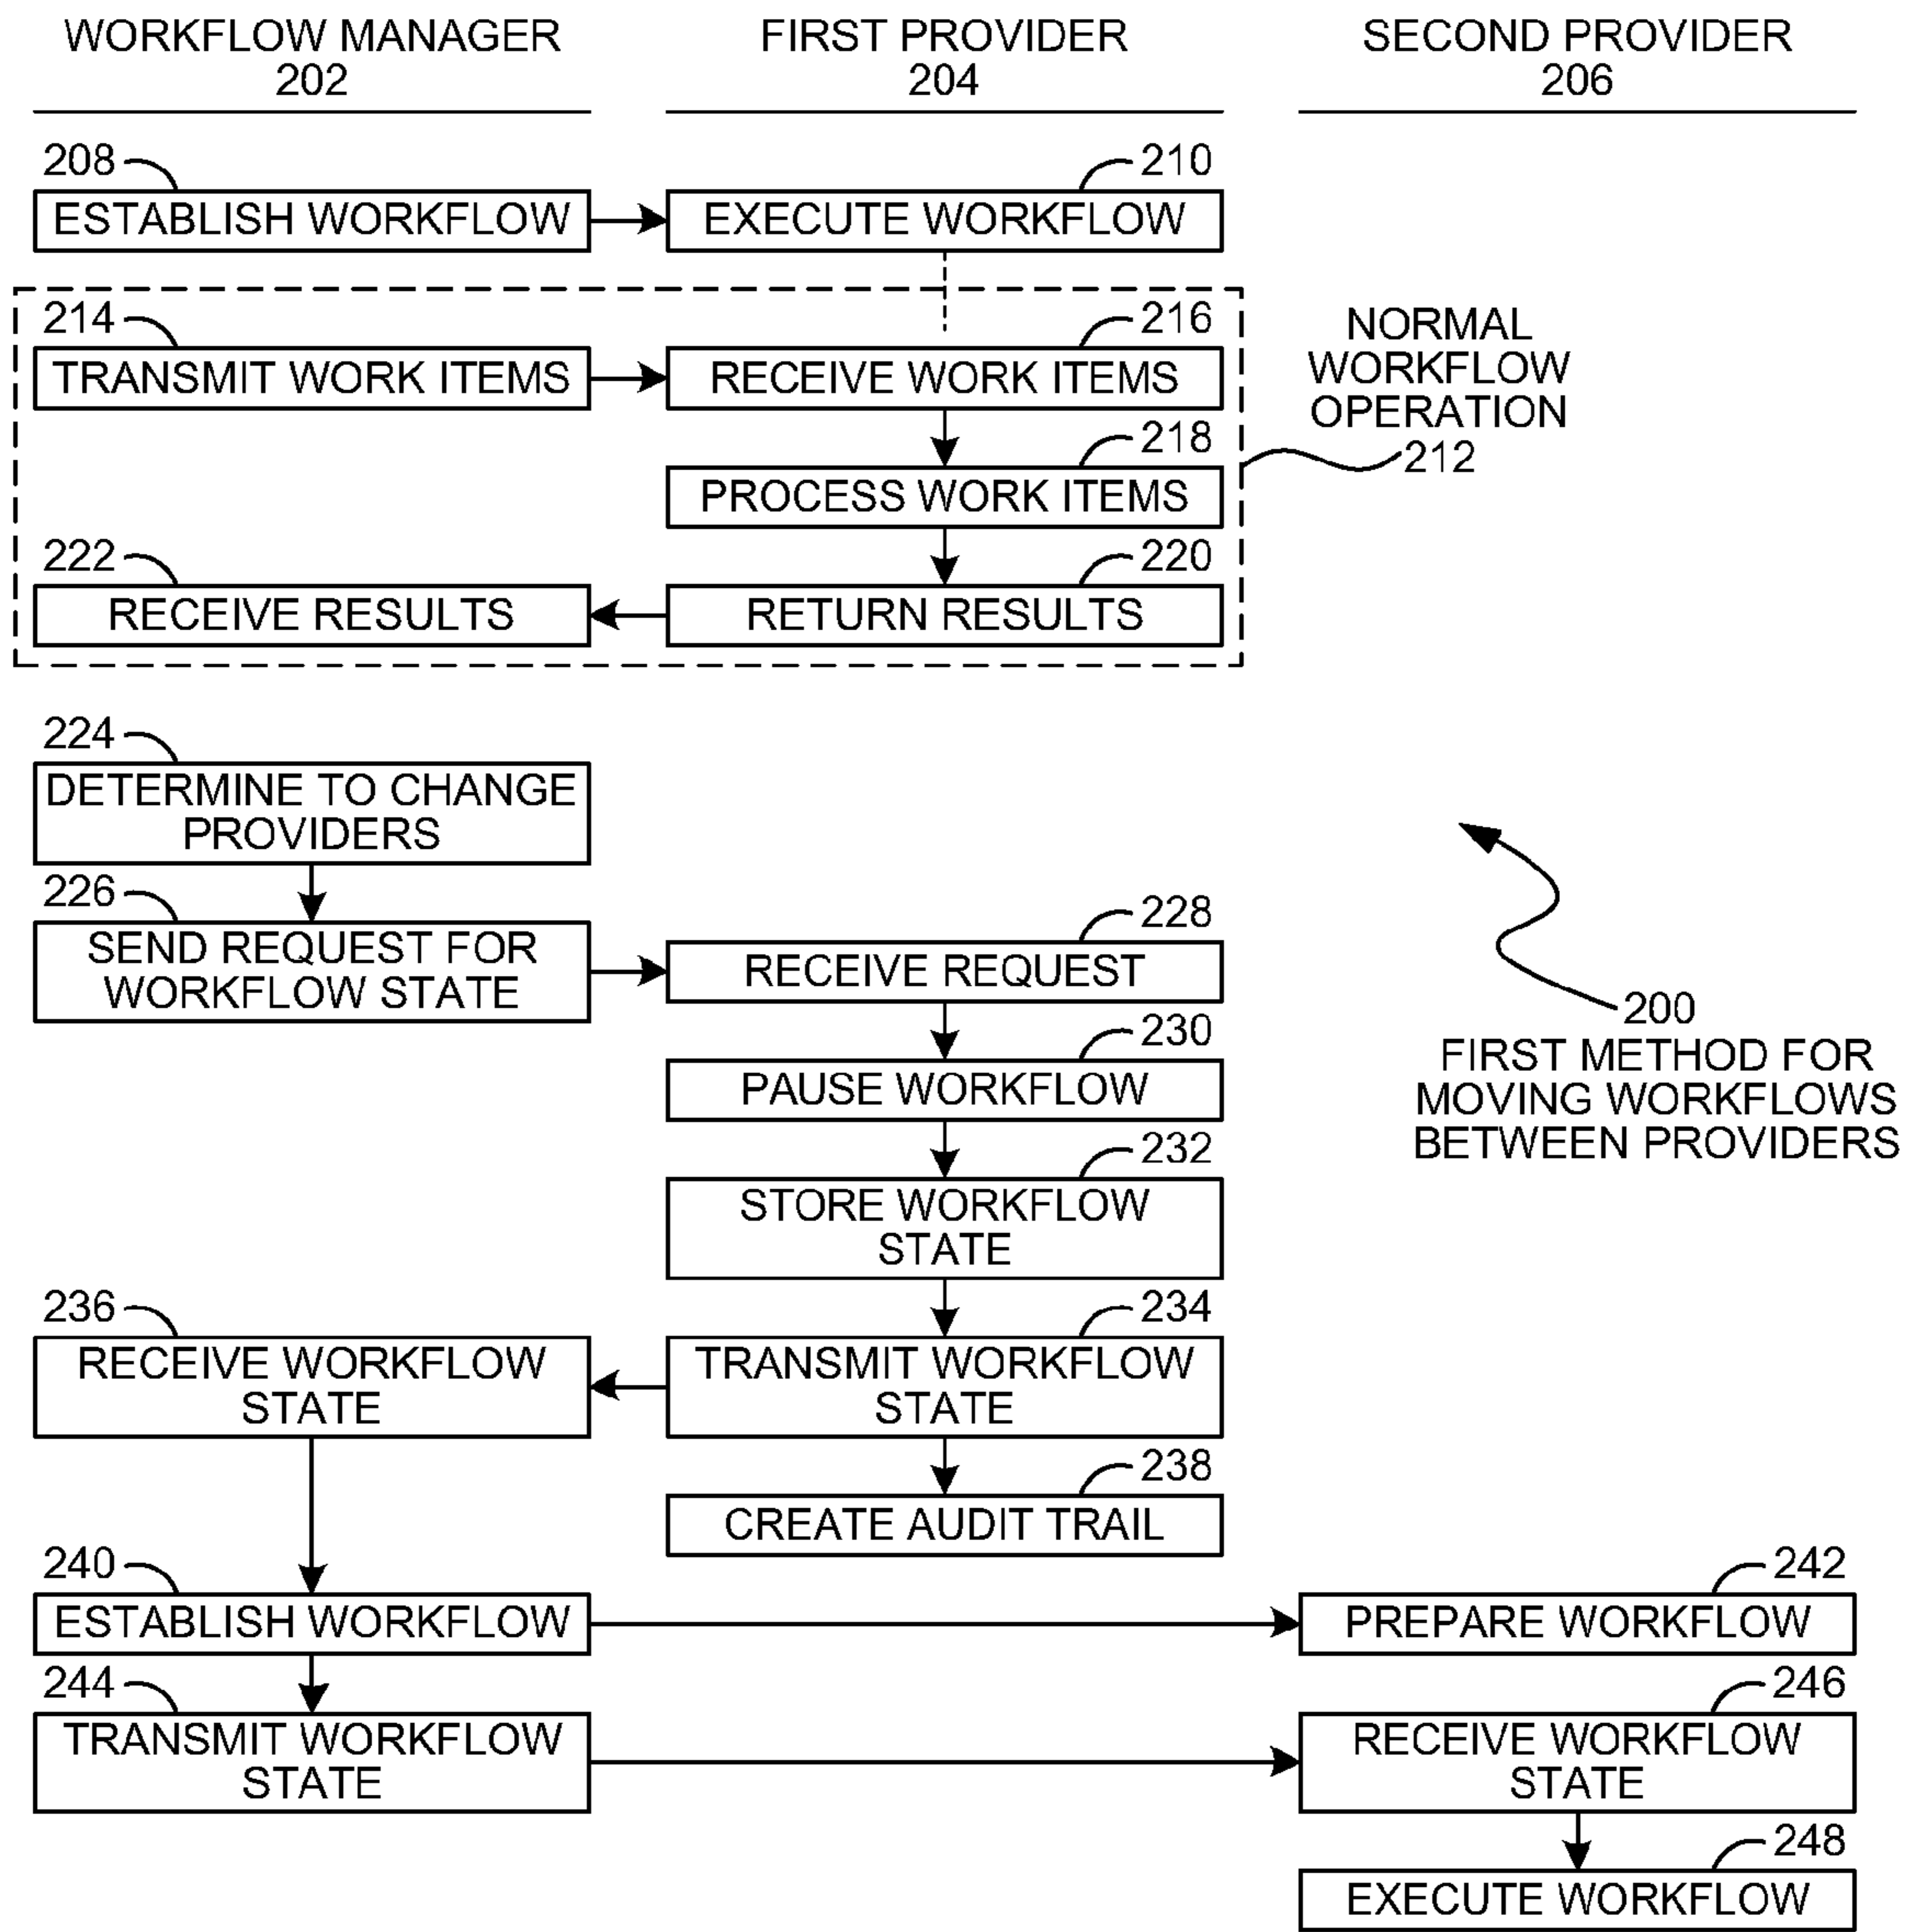 WORKFLOW MANAGER
202
FIRST PROVIDER
204
SECOND PROVIDER
206
208
ESTABLISH WORKFLOW
210
EXECUTE WORKFLOW
214
TRANSMIT WORK ITEMS
216
RECEIVE WORK ITEMS
NORMAL
WORKFLOW
OPERATION
212
218
PROCESS WORK ITEMS
222
RECEIVE RESULTS
220
RETURN RESULTS
224
DETERMINE TO CHANGE
PROVIDERS
226
SEND REQUEST FOR
WORKFLOW STATE
228
RECEIVE REQUEST
200
FIRST METHOD FOR
MOVING WORKFLOWS
BETWEEN PROVIDERS
230
PAUSE WORKFLOW
232
STORE WORKFLOW
STATE
236
RECEIVE WORKFLOW
STATE
234
TRANSMIT WORKFLOW
STATE
238
CREATE AUDIT TRAIL
240
ESTABLISH WORKFLOW
242
PREPARE WORKFLOW
244
TRANSMIT WORKFLOW
STATE
246
RECEIVE WORKFLOW
STATE
248
EXECUTE WORKFLOW